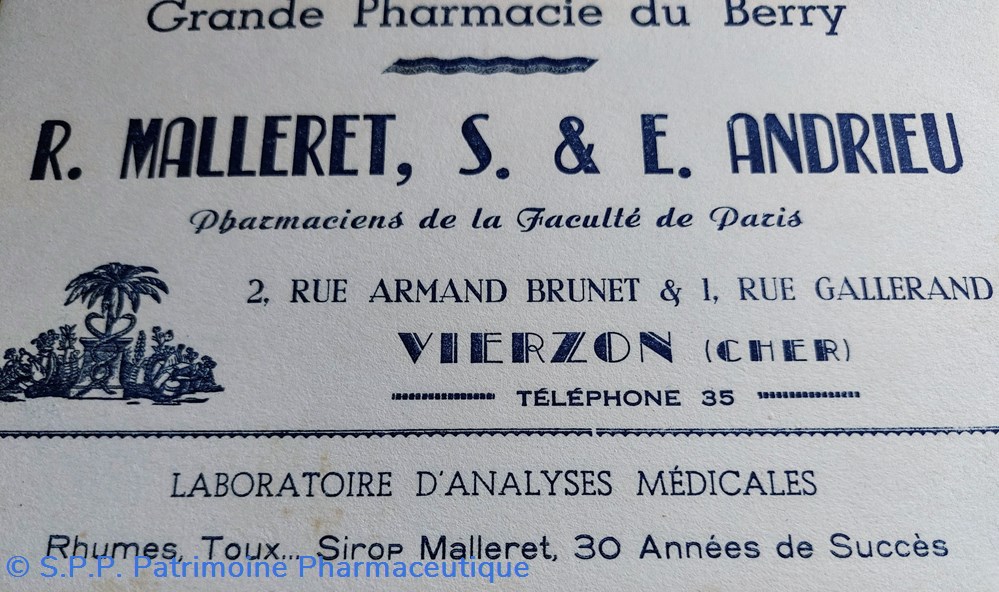 Grande Pharmacie du Berry
R. MALLERET, S. & E. ANDRIEU
Pharmaciens de la Faculté de Paris
2, RUE ARMAND BRUNET & 1, RUE GALLERAND
VIERZON (CHER)
TÉLÉPHONE 35
LABORATOIRE D'ANALYSES MÉDICALES
Rhumes, Toux... Sirop Malleret, 30 Années de Succès
© S.P.P. Patrimoine Pharmaceutique